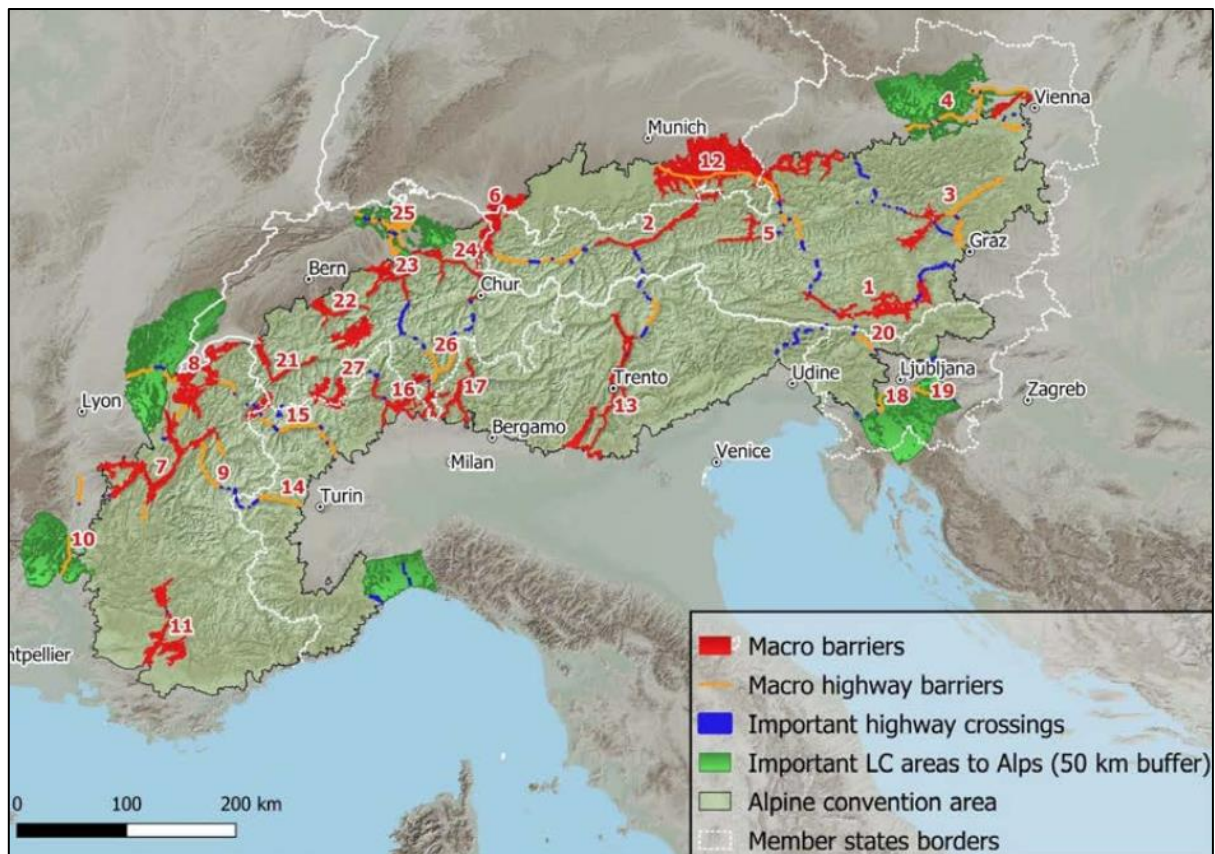 Vienna
4
Munich
12
6
3
2
5
25
Graz
24
Bern
23
Chur
22
1
20
26
8
21
27
Ljubljana
16
17
Trento
Udine
Zagreb
Lyon
15
18
19
13
Bergamo
Milan
Venice
7
9
14
Turin
10
11
ntpellier
Macro barriers
Macro highway barriers
Important highway crossings
Important LC areas to Alps (50 km buffer)
Alpine convention area
Member states borders
0 100 200 km